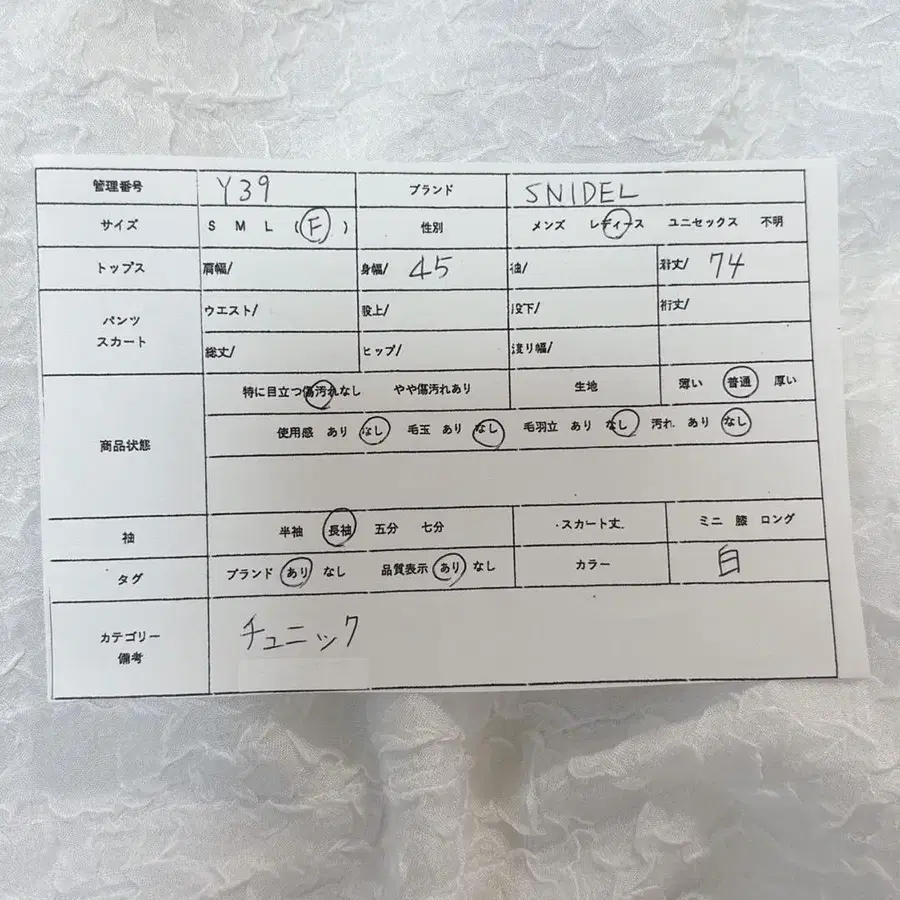 管理番号 Y39 ブランド SNIDEL
サイズ S M L (F) 性別 メンズ レディース ユニセックス 不明
トップス 肩幅/ 身幅/ 45 袖/ 着丈/ 74
パンツ スカート ウエスト/ 股上/ 股下/ 裄丈/
総丈/ ヒップ/ 渡り幅/
商品状態 特に目立つ傷汚れなし やや傷汚れあり 生地 薄い 普通 厚い
使用感 あり なし 毛玉 あり なし 毛羽立 あり なし 汚れ あり なし
袖 半袖 長袖 五分 七分 スカート丈 ミニ 膝 ロング
タグ ブランド あり なし 品質表示 あり なし カラー 白
カテゴリー 備考 チュニック